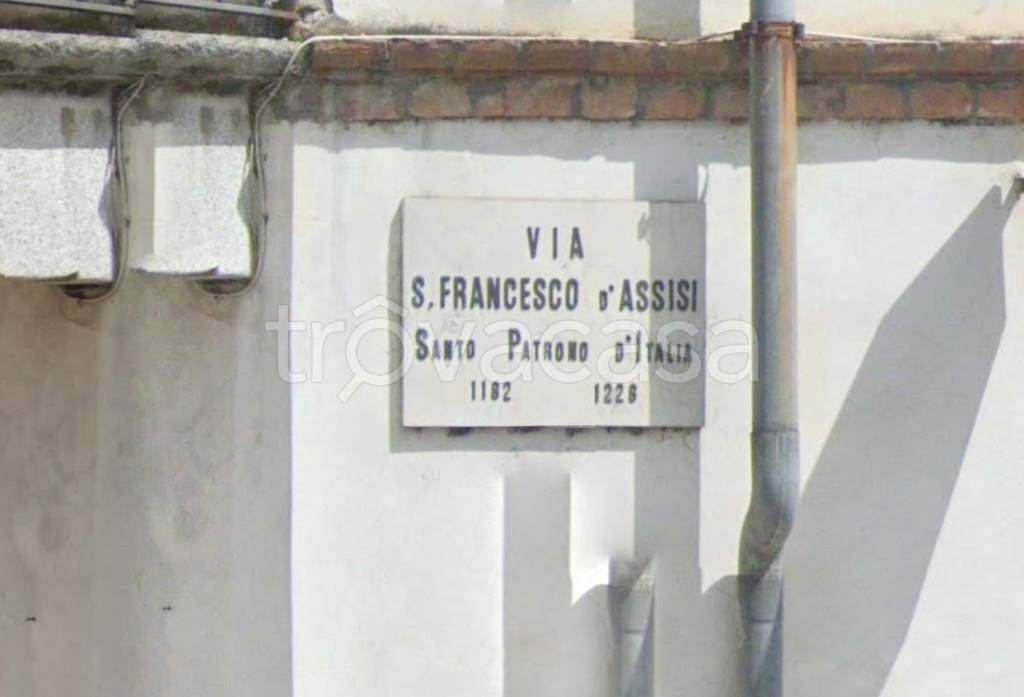 VIA
S. FRANCESCO D'ASSISI
SANTO PATRONO D'ITALIA
1182 1226
trovacasa